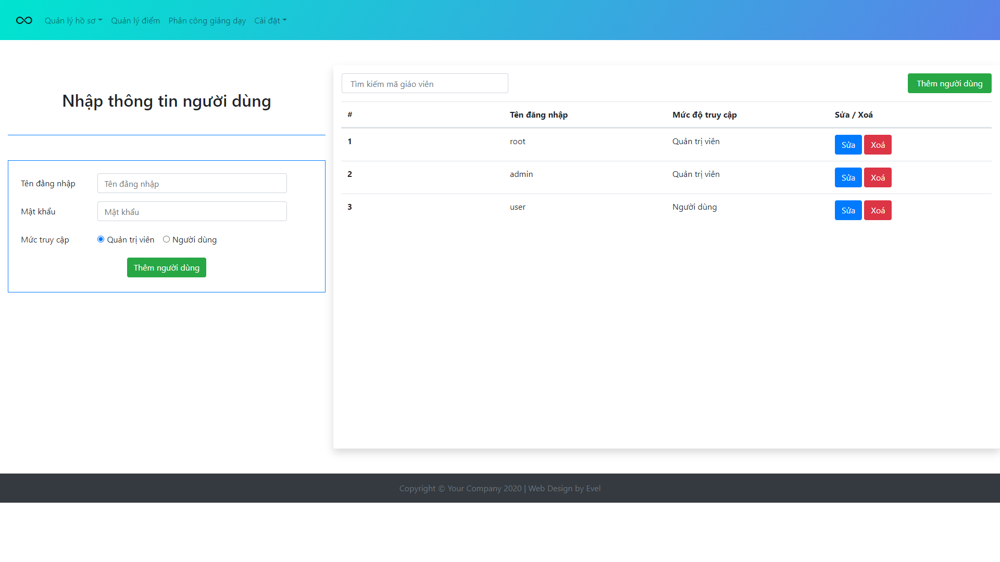 Quản lý hồ sơ Quản lý điểm Phân công giảng dạy Cài đặt
Nhập thông tin người dùng
Tên đằng nhập Tên đằng nhập
Mật khẩu Mật khẩu
Mức truy cập Quản trị viên Người dùng
Thêm người dùng
Tìm kiếm mã giáo viên Thêm người dùng
# Tên đăng nhập Mức độ truy cập Sửa / Xoá
1 root Quản trị viên Sửa Xoá
2 admin Quản trị viên Sửa Xoá
3 user Người dùng Sửa Xoá
Copyright © Your Company 2020 | Web Design by Evel